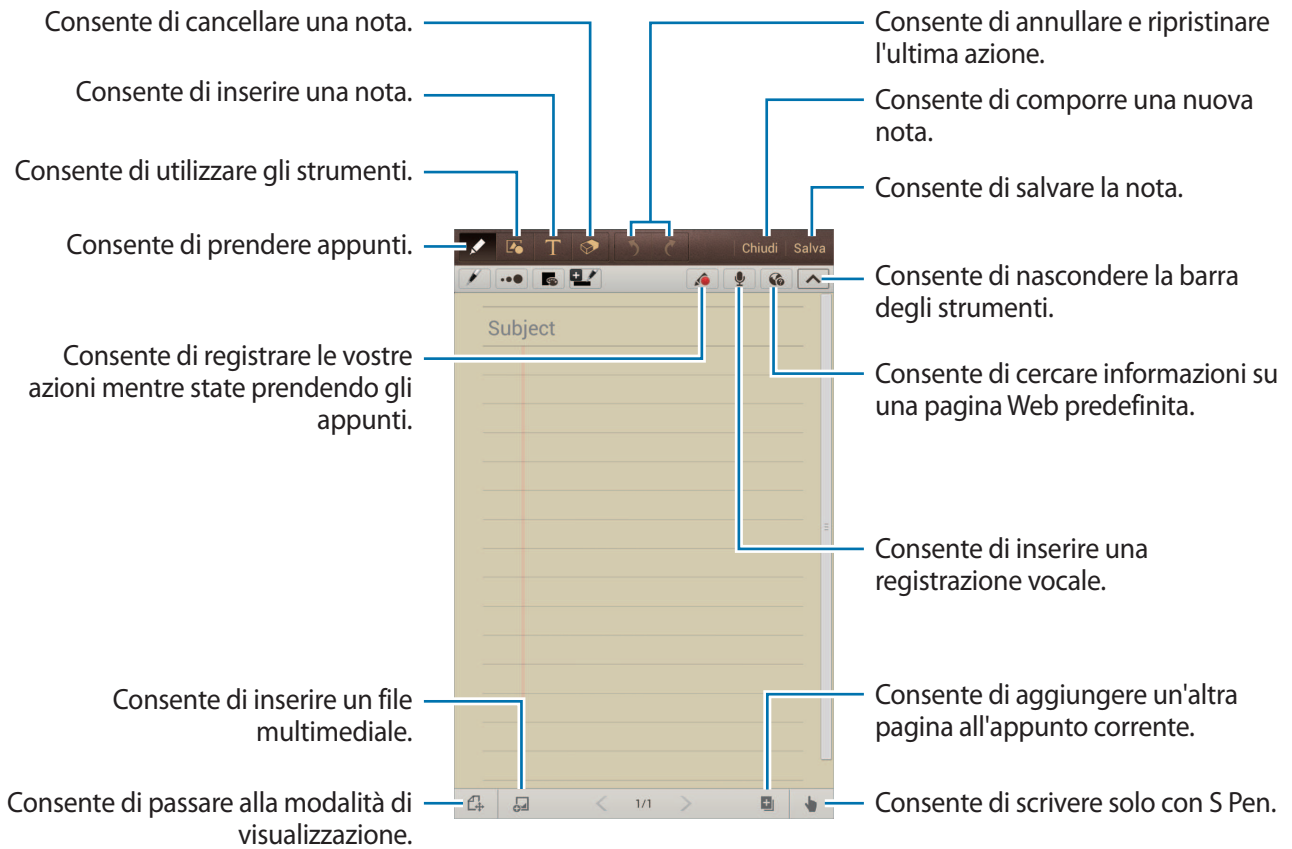 Consente di cancellare una nota.
Consente di inserire una nota.
Consente di utilizzare gli strumenti.
Consente di prendere appunti.
Consente di registrare le vostre
azioni mentre state prendendo gli
appunti.
Consente di inserire un file
multimediale.
Consente di passare alla modalità di
visualizzazione.
T
Chiudi
Salva
Subject
1/1
Consente di annullare e ripristinare
l'ultima azione.
Consente di comporre una nuova
nota.
Consente di salvare la nota.
Consente di nascondere la barra
degli strumenti.
Consente di cercare informazioni su
una pagina Web predefinita.
Consente di inserire una
registrazione vocale.
Consente di aggiungere un'altra
pagina all'appunto corrente.
Consente di scrivere solo con S Pen.